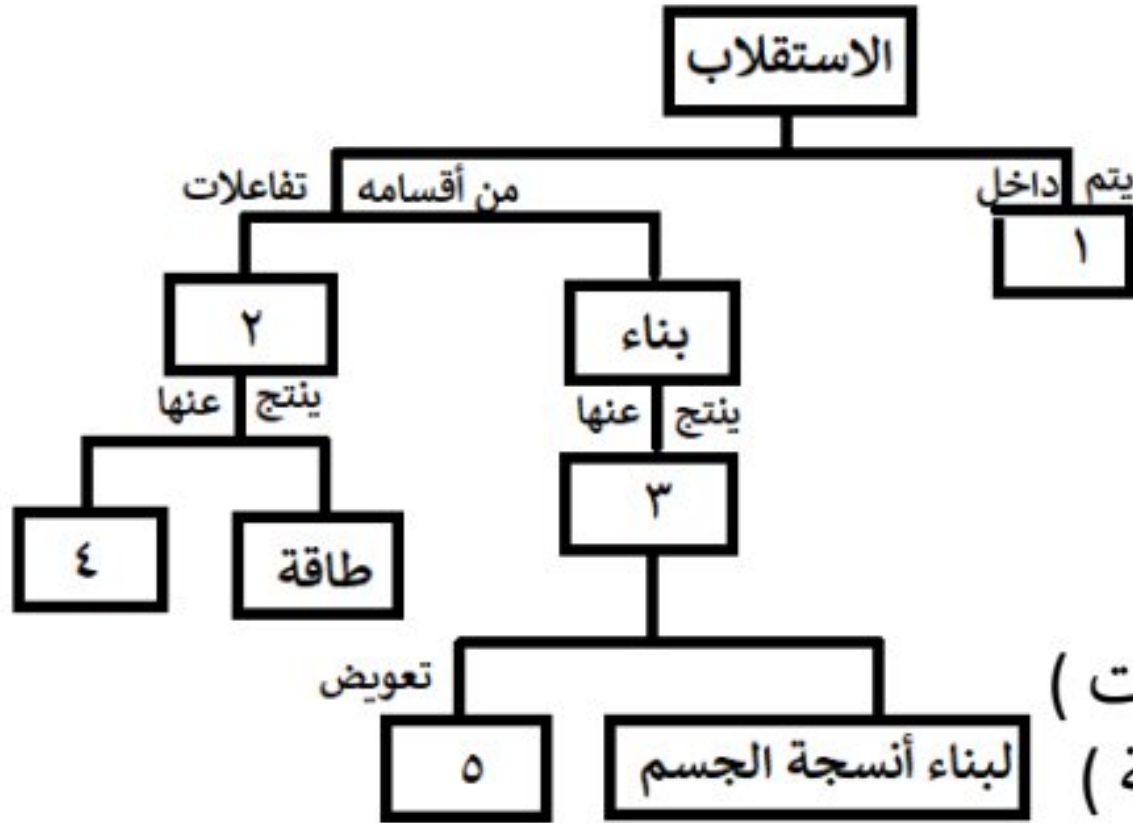 الاستقلاب
يتم داخل
من أقسامه تفاعلات
١
٢
بناء
ينتج عنها
ينتج عنها
٣
٤
طاقة
تعويض
٥
لبناء أنسجة الجسم
ت )
ة )